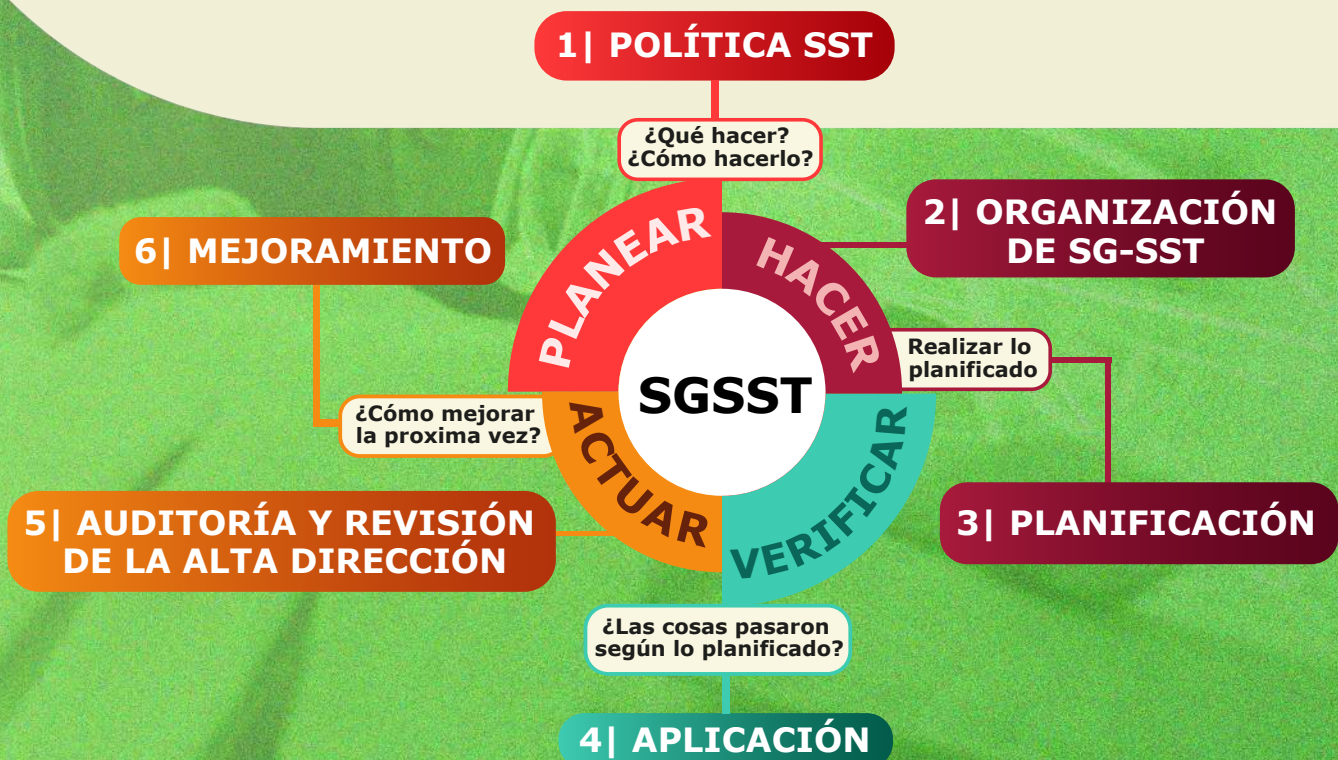 1| POLÍTICA SST
¿Qué hacer?
¿Cómo hacerlo?
PLANEAR
HACER
2| ORGANIZACIÓN
DE SG-SST
Realizar lo
planificado
3| PLANIFICACIÓN
SGSST
VERIFICAR
¿Las cosas pasaron
según lo planificado?
4| APLICACIÓN
ACTUAR
5| AUDITORÍA Y REVISIÓN
DE LA ALTA DIRECCIÓN
¿Cómo mejorar
la proxima vez?
6| MEJORAMIENTO